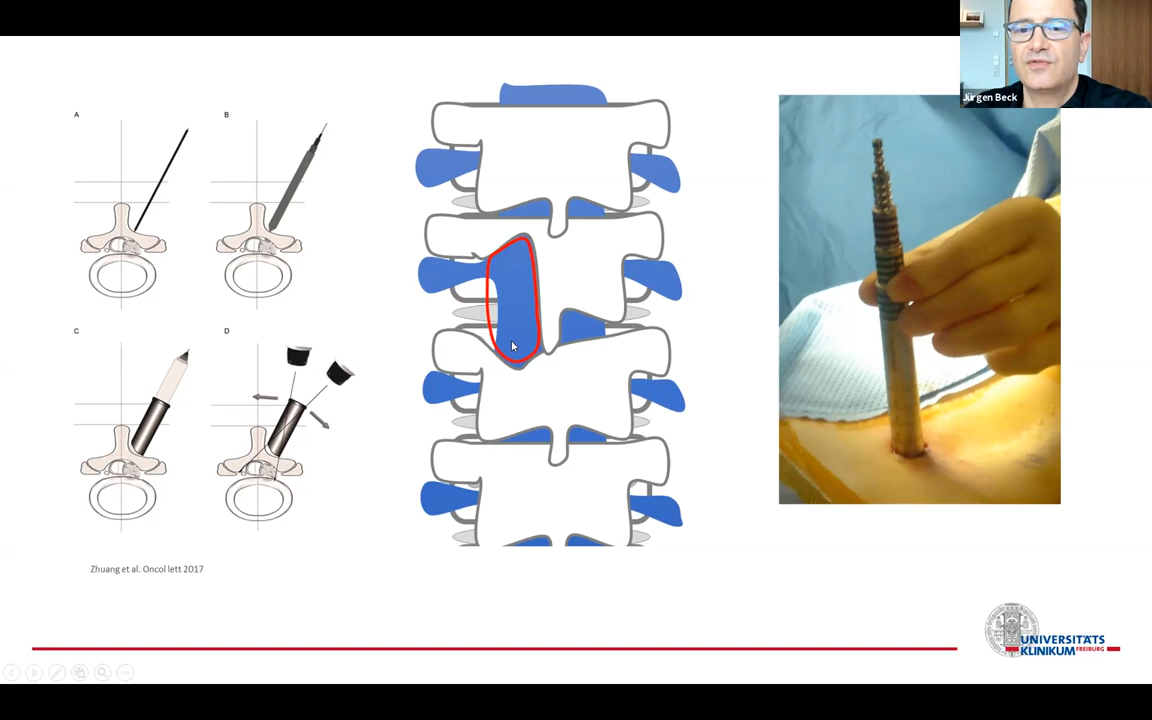 Jürgen Beck
A
B
C
D
Zhuang et al. Oncol lett 2017
UNIVERSITÄTS
KLINIKUM FREIBURG